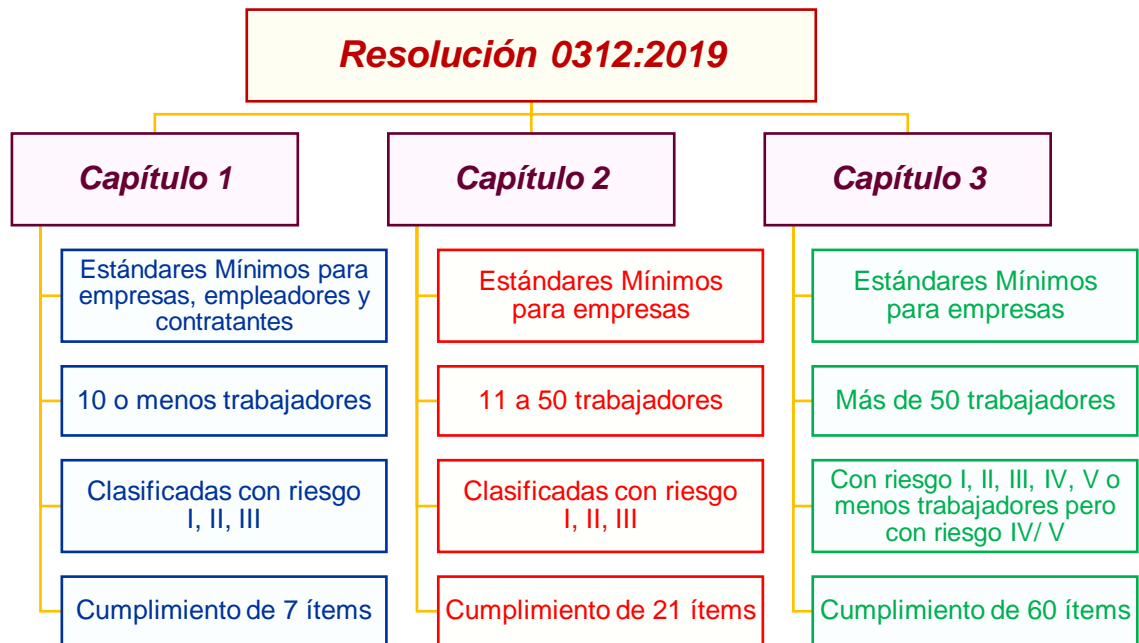 Resolución 0312:2019
Capítulo 1
Estándares Mínimos para
empresas, empleadores y
contratantes
10 o menos trabajadores
Clasificadas con riesgo
I, II, III
Cumplimiento de 7 ítems
Capítulo 2
Estándares Mínimos
para empresas
11 a 50 trabajadores
Clasificadas con riesgo
I, II, III
Cumplimiento de 21 ítems
Capítulo 3
Estándares Mínimos
para empresas
Más de 50 trabajadores
Con riesgo I, II, III, IV, V o
menos trabajadores pero
con riesgo IV/ V
Cumplimiento de 60 ítems